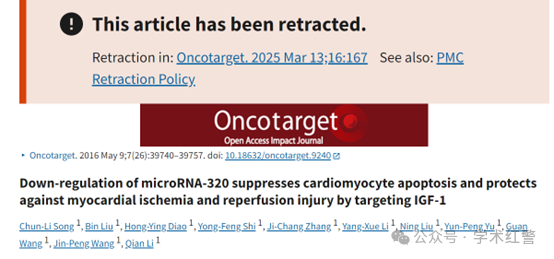 This article has been retracted.
Retraction in: Oncotarget. 2025 Mar 13;16:167 See also: PMC
Retraction Policy
Oncotarget
Open Access Impact Journal
Oncotarget. 2016 May 9;7(26):39740–39757. doi: 10.18632/oncotarget.9240
Down-regulation of microRNA-320 suppresses cardiomyocyte apoptosis and protects
against myocardial ischemia and reperfusion injury by targeting IGF-1
Chun-Li Song 1, Bin Liu 1, Hong-Ying Diao 1, Yong-Feng Shi 1, Ji-Chang Zhang 1, Yang-Xue Li 1, Ning Liu 1, Yun-Peng Yu 1, Guan
Wang 1, Jin-Peng Wang 1, Qian Li 1
公众号·学术红警